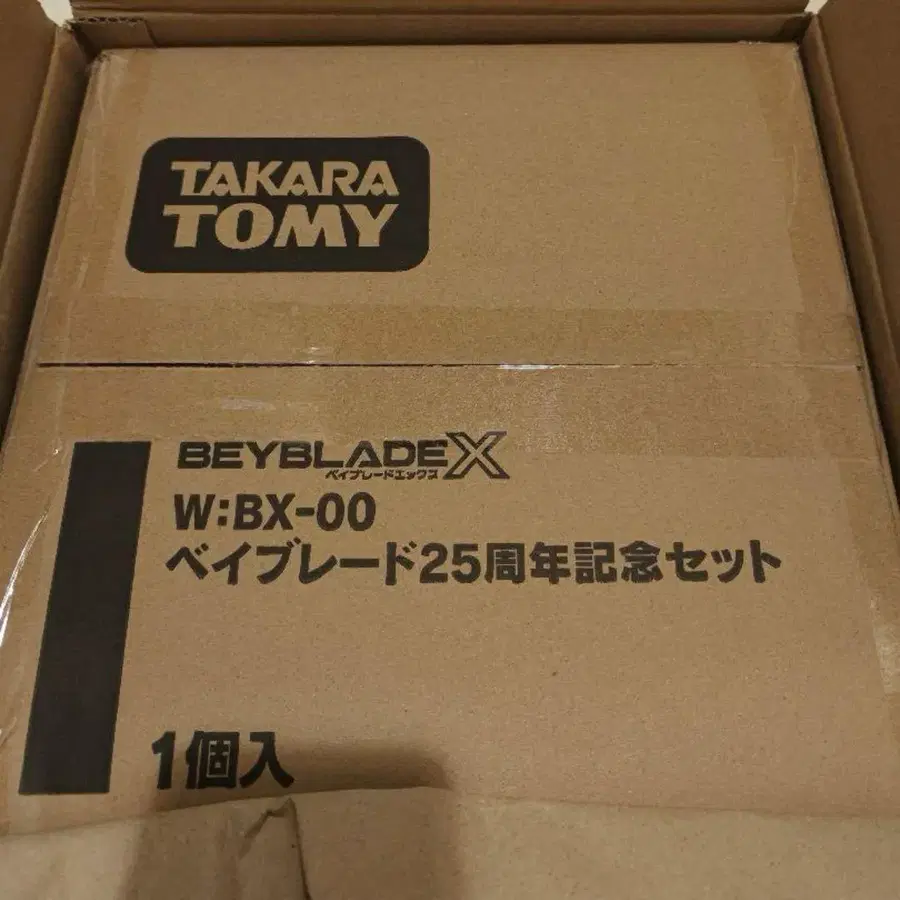 TAKARA
TOMY
BEYBLADE X
ベイブレードエックス
W:BX-00
ベイブレード25周年記念セット
1個入